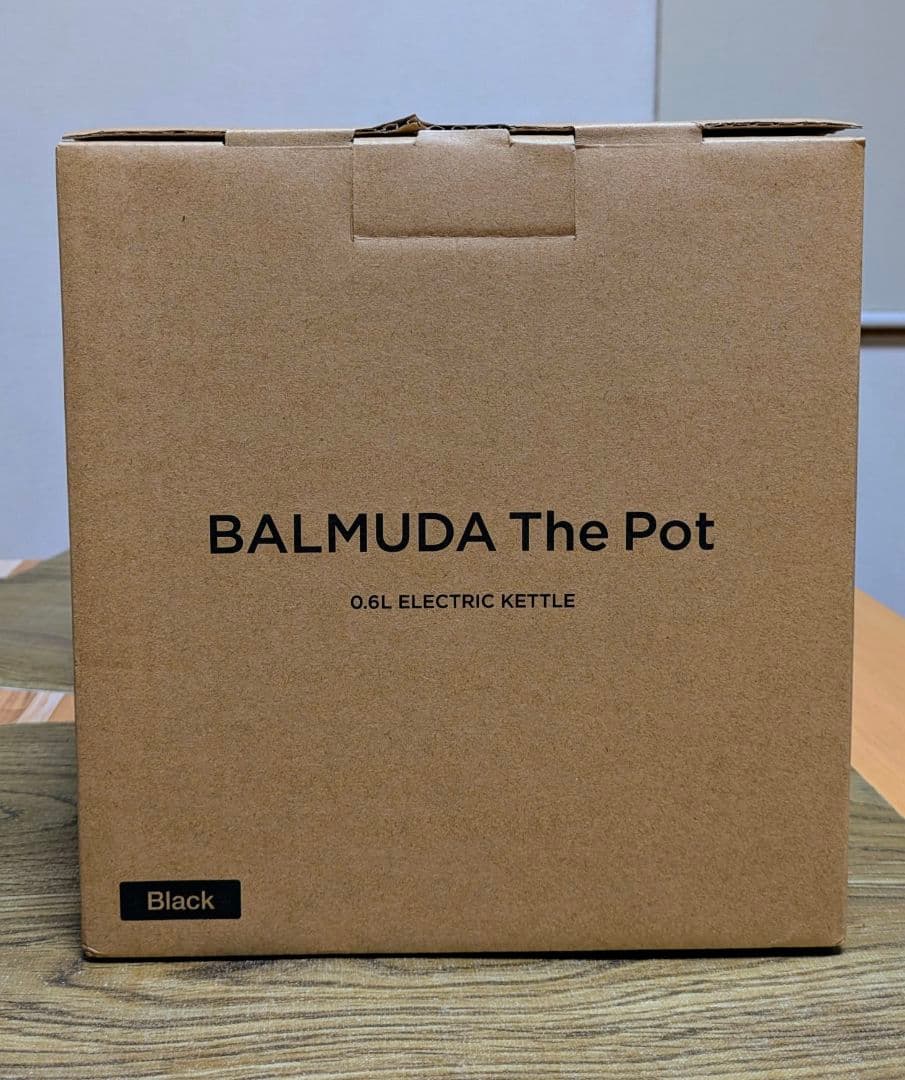 BALMUDA The Pot
0.6L ELECTRIC KETTLE
Black